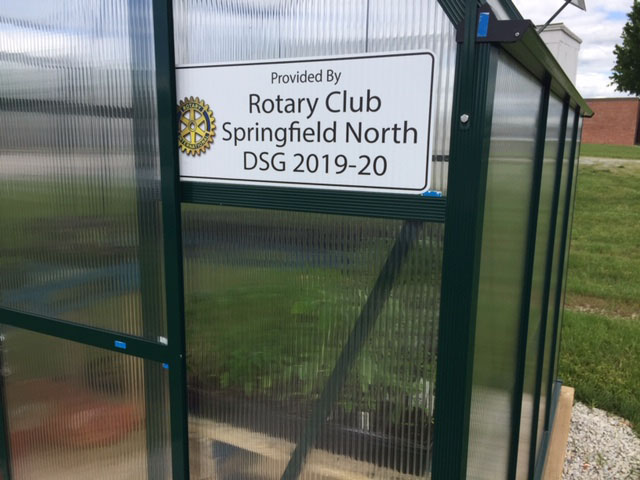 Provided By
Rotary Club
Springfield North
DSG 2019-20